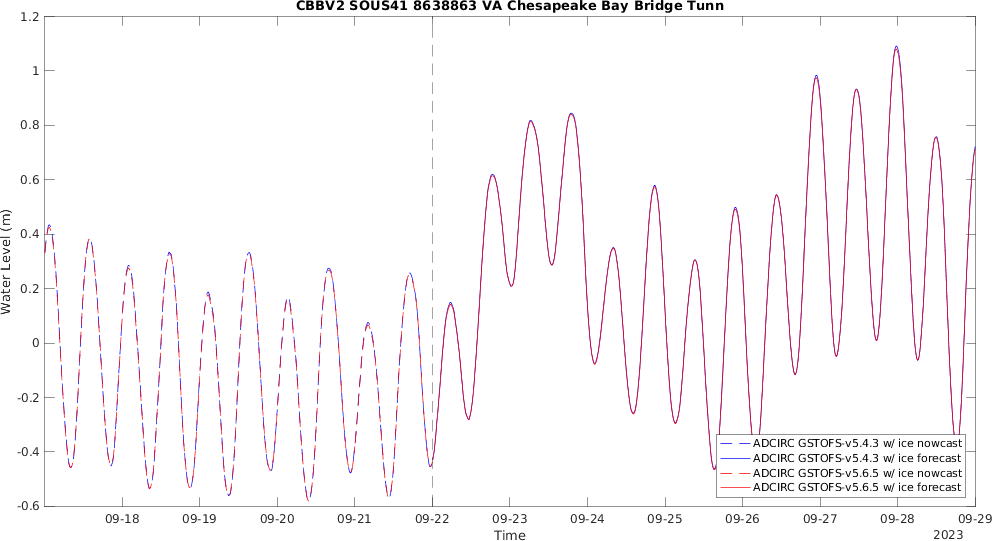 CBBV2 SOUS41 8638863 VA Chesapeake Bay Bridge Tunn
1.2
1
0.8
0.6
0.4
0.2
0
-0.2
-0.4
-0.6
Water Level (m)
ADCIRC GSTOFS-v5.4.3 w/ ice nowcast
ADCIRC GSTOFS-v5.4.3 w/ ice forecast
ADCIRC GSTOFS-v5.6.5 w/ ice nowcast
ADCIRC GSTOFS-v5.6.5 w/ ice forecast
09-18 09-19 09-20 09-21 09-22 09-23 09-24 09-25 09-26 09-27 09-28 09-29
Time
2023